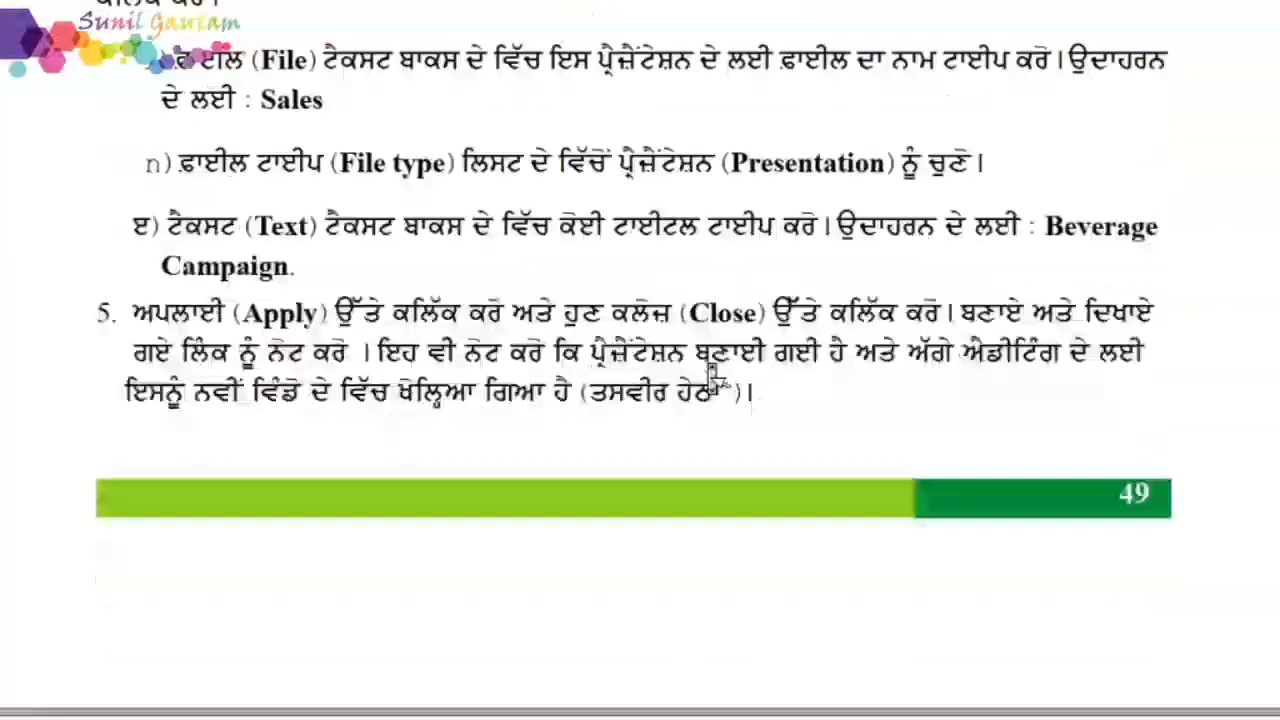 Sunil Gautam
ਫ਼ਾਈਲ (File) ਟੈਕਸਟ ਬਾਕਸ ਦੇ ਵਿੱਚ ਇਸ ਪ੍ਰੈਜ਼ੈਂਟੇਸ਼ਨ ਦੇ ਲਈ ਫ਼ਾਈਲ ਦਾ ਨਾਮ ਟਾਈਪ ਕਰੋ। ਉਦਾਹਰਨ
ਦੇ ਲਈ : Sales
n) ਫ਼ਾਈਲ ਟਾਈਪ (File type) ਲਿਸਟ ਦੇ ਵਿੱਚੋਂ ਪ੍ਰੈਜ਼ੈਂਟੇਸ਼ਨ (Presentation) ਨੂੰ ਚੁਣੋ।
ੲ) ਟੈਕਸਟ (Text) ਟੈਕਸਟ ਬਾਕਸ ਦੇ ਵਿੱਚ ਕੋਈ ਟਾਈਟਲ ਟਾਈਪ ਕਰੋ। ਉਦਾਹਰਨ ਦੇ ਲਈ : Beverage
Campaign.
5. ਅਪਲਾਈ (Apply) ਉੱਤੇ ਕਲਿੱਕ ਕਰੋ ਅਤੇ ਹੁਣ ਕਲੋਜ਼ (Close) ਉੱਤੇ ਕਲਿੱਕ ਕਰੋ। ਬਣਾਏ ਅਤੇ ਦਿਖਾਏ
ਗਏ ਲਿੰਕ ਨੂੰ ਨੋਟ ਕਰੋ । ਇਹ ਵੀ ਨੋਟ ਕਰੋ ਕਿ ਪ੍ਰੈਜ਼ੈਂਟੇਸ਼ਨ ਬਣਾਈ ਗਈ ਹੈ ਅਤੇ ਅੱਗੇ ਐਡੀਟਿੰਗ ਦੇ ਲਈ
ਇਸਨੂੰ ਨਵੀਂ ਵਿੰਡੋ ਦੇ ਵਿੱਚ ਖੋਲ੍ਹਿਆ ਗਿਆ ਹੈ (ਤਸਵੀਰ ਹੇਠਾਂ)।
49